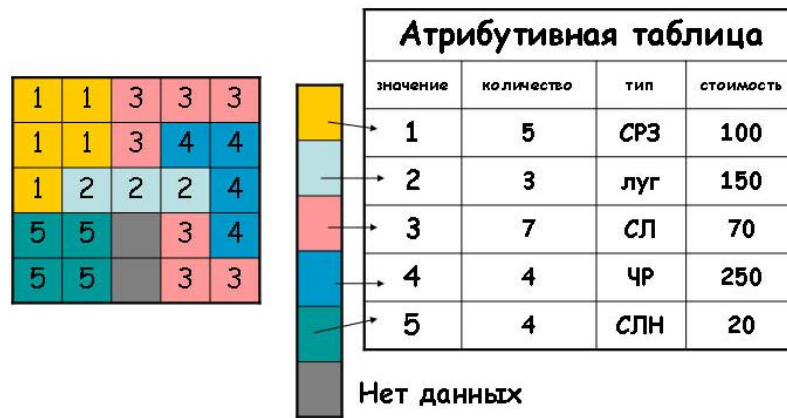 Атрибутивная таблица
значение количество тип стоимость
1 1 3 3 3
1 1 3 4 4
1 2 2 2 4
5 5 3 4
5 5 3 3
1 5 СРЗ 100
2 3 луг 150
3 7 СЛ 70
4 4 ЧР 250
5 4 СЛН 20
Нет данных